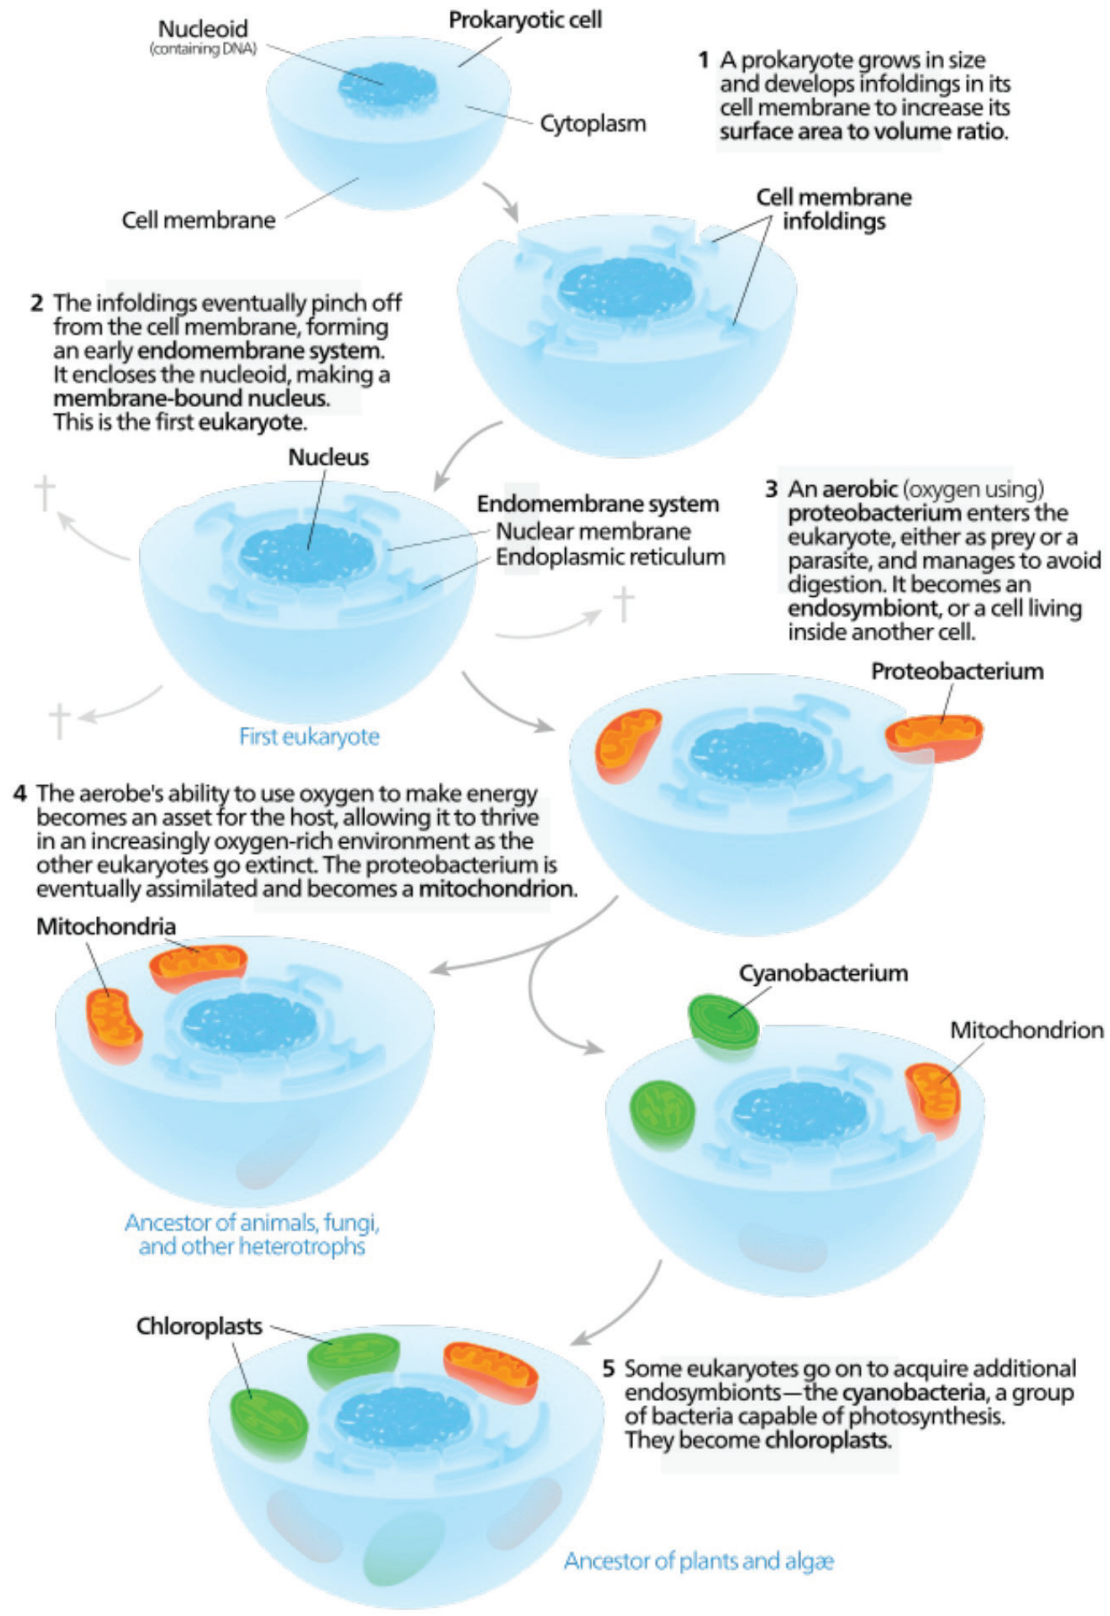 Nucleoid
(containing DNA)
Prokaryotic cell
Cytoplasm
Cell membrane
1 A prokaryote grows in size
and develops infoldings in its
cell membrane to increase its
surface area to volume ratio.
Cell membrane
infoldings
2 The infoldings eventually pinch off
from the cell membrane, forming
an early endomembrane system.
It encloses the nucleoid, making a
membrane-bound nucleus.
This is the first eukaryote.
Nucleus
Endomembrane system
Nuclear membrane
Endoplasmic reticulum
First eukaryote
3 An aerobic (oxygen using)
proteobacterium enters the
eukaryote, either as prey or a
parasite, and manages to avoid
digestion. It becomes an
endosymbiont, or a cell living
inside another cell.
Proteobacterium
4 The aerobe's ability to use oxygen to make energy
becomes an asset for the host, allowing it to thrive
in an increasingly oxygen-rich environment as the
other eukaryotes go extinct. The proteobacterium is
eventually assimilated and becomes a mitochondrion.
Mitochondria
Ancestor of animals, fungi,
and other heterotrophs
Cyanobacterium
Mitochondrion
Chloroplasts
5 Some eukaryotes go on to acquire additional
endosymbionts—the cyanobacteria, a group
of bacteria capable of photosynthesis.
They become chloroplasts.
Ancestor of plants and algæ